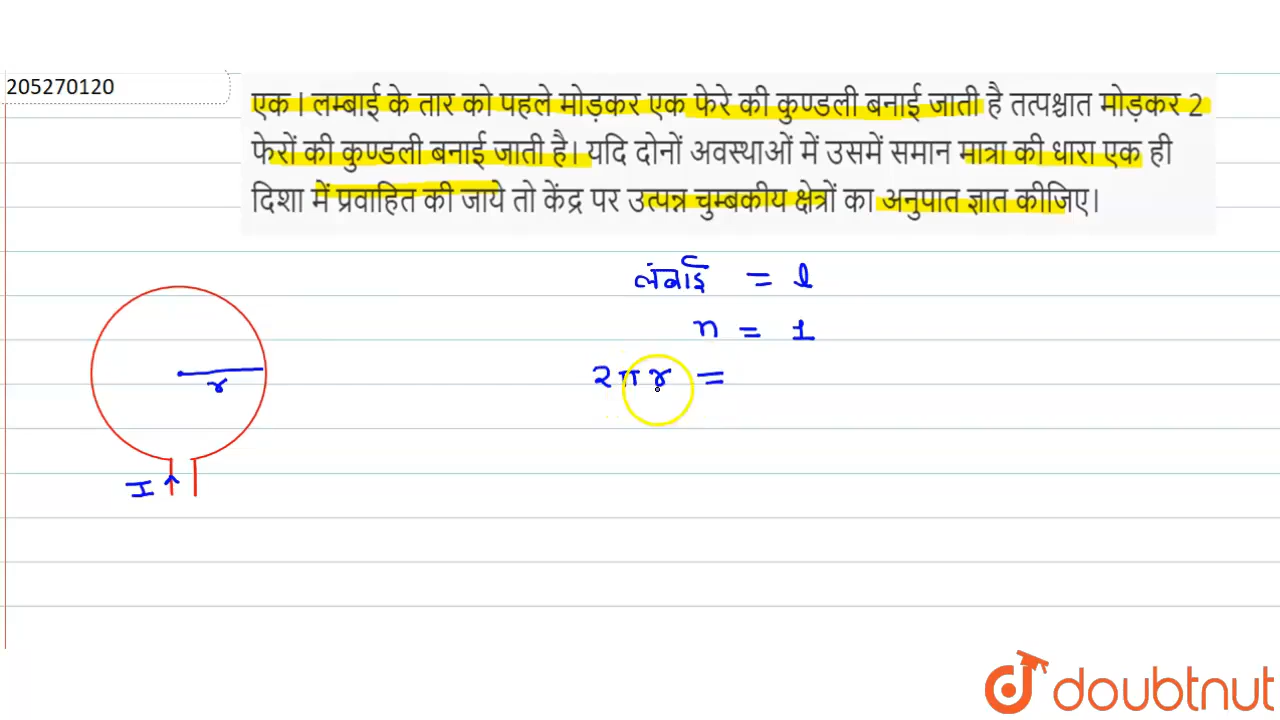 205270120
एक l लम्बाई के तार को पहले मोड़कर एक फेरे की कुण्डली बनाई जाती है तत्पश्चात मोड़कर 2
फेरों की कुण्डली बनाई जाती है। यदि दोनों अवस्थाओं में उसमें समान मात्रा की धारा एक ही
दिशा में प्रवाहित की जाये तो केंद्र पर उत्पन्न चुम्बकीय क्षेत्रों का अनुपात ज्ञात कीजिए।
लंबाई = l
n = 1
2πr =
r
I
doubtnut